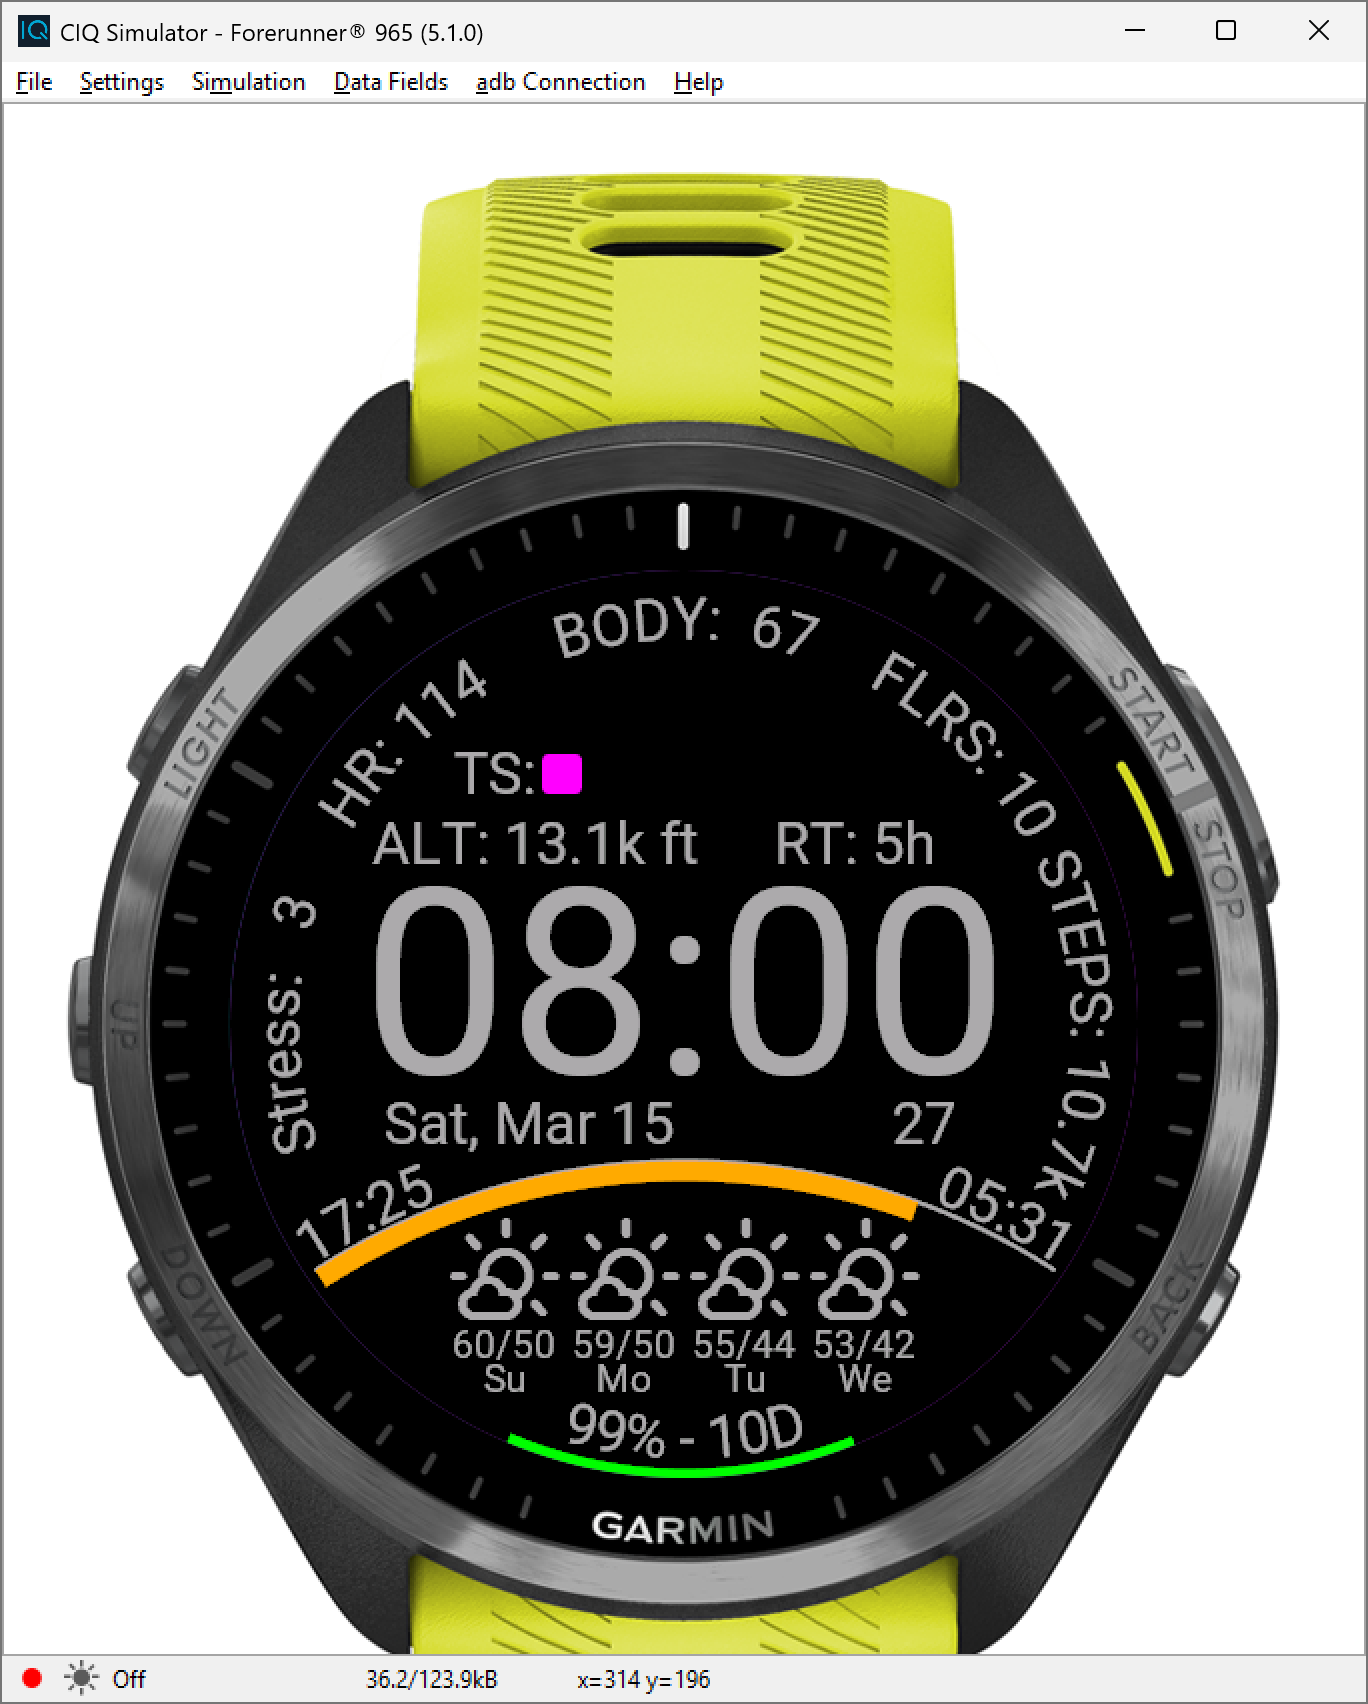 CIQ Simulator - Forerunner® 965 (5.1.0)
File Settings Simulation Data Fields adb Connection Help
BODY: 67
HR: 114
FLRS: 10
START
STOP
LIGHT
TS:
ALT: 13.1k ft RT: 5h
Stress: 3
08:00
STEPS: 10.7k
UP
Sat, Mar 15 27
17:25
05:31
DOWN
BACK
60/50 59/50 55/44 53/42
Su Mo Tu We
99% - 10D
GARMIN
Off 36.2/123.9kB x=314 y=196